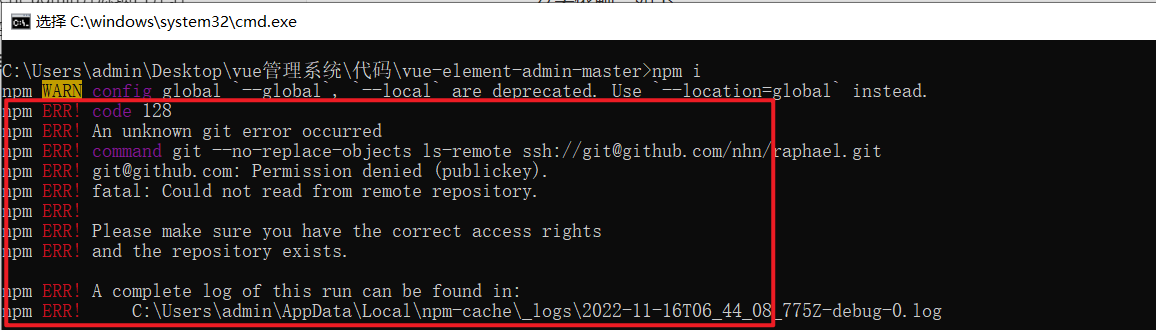 选择 C:\windows\system32\cmd.exe
C:\Users\admin\Desktop\vue管理系统\代码\vue-element-admin-master>npm i
npm WARN config global `--global`, `--local` are deprecated. Use `--location=global` instead.
npm ERR! code 128
npm ERR! An unknown git error occurred
npm ERR! command git --no-replace-objects ls-remote ssh://git@github.com/nhn/raphael.git
npm ERR! git@github.com: Permission denied (publickey).
npm ERR! fatal: Could not read from remote repository.
npm ERR!
npm ERR! Please make sure you have the correct access rights
npm ERR! and the repository exists.
npm ERR! A complete log of this run can be found in:
npm ERR!     C:\Users\admin\AppData\Local\npm-cache\_logs\2022-11-16T06_44_08_775Z-debug-0.log